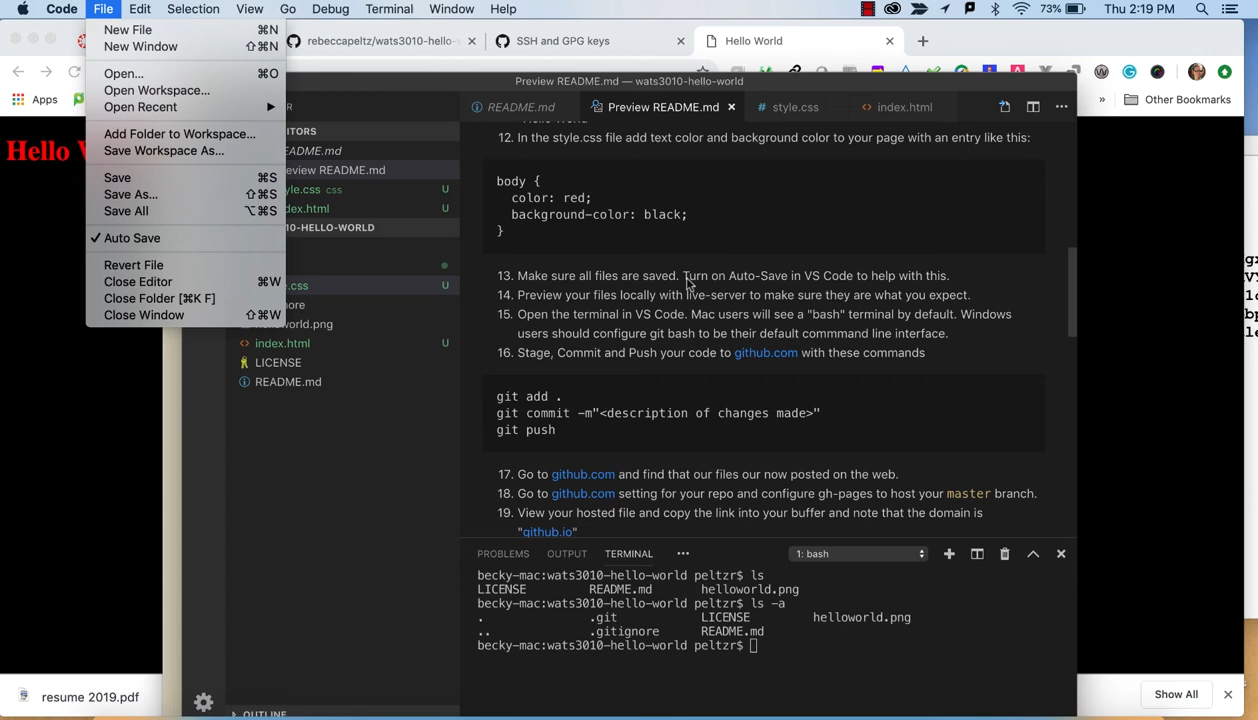 Code File Edit Selection View Go Debug Terminal Window Help 73% Thu 2:19 PM
New File ⌘N
New Window ⇧⌘N
Open... ⌘O
Open Workspace...
Open Recent
Add Folder to Workspace...
Save Workspace As...
Save ⌘S
Save As... ⇧⌘S
Save All ⌥⌘S
✓ Auto Save
Revert File
Close Editor ⌘W
Close Folder [⌘K F]
Close Window ⇧⌘W
rebeccapeltz/wats3010-hello-
SSH and GPG keys
Hello World
Apps
» Other Bookmarks
Hello
Preview README.md — wats3010-hello-world
README.md
Preview README.md
style.css
index.html
R
ITORS
README.md
eview README.md
yle.css css U
dex.html U
10-HELLO-WORLD
e.css U
nore
helloworld.png
index.html U
LICENSE
README.md
OUTLINE
12. In the style.css file add text color and background color to your page with an entry like this:
body {
color: red;
background-color: black;
}
13. Make sure all files are saved. Turn on Auto-Save in VS Code to help with this.
14. Preview your files locally with live-server to make sure they are what you expect.
15. Open the terminal in VS Code. Mac users will see a "bash" terminal by default. Windows
users should configure git bash to be their default commmand line interface.
16. Stage, Commit and Push your code to github.com with these commands
git add .
git commit -m"<description of changes made>"
git push
17. Go to github.com and find that our files our now posted on the web.
18. Go to github.com setting for your repo and configure gh-pages to host your master branch.
19. View your hosted file and copy the link into your buffer and note that the domain is
"github.io"
PROBLEMS OUTPUT TERMINAL ••• 1: bash
becky-mac:wats3010-hello-world peltzr$ ls
LICENSE README.md helloworld.png
becky-mac:wats3010-hello-world peltzr$ ls -a
. .git LICENSE helloworld.png
.. .gitignore README.md
becky-mac:wats3010-hello-world peltzr$
resume 2019.pdf
Show All